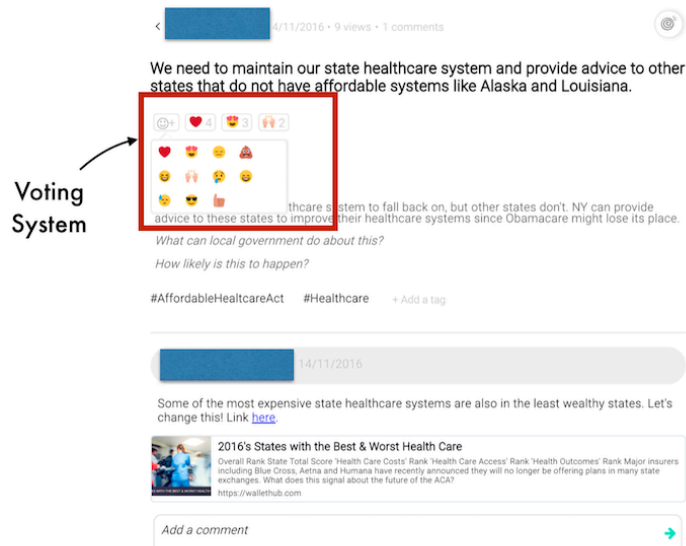 4/11/2016 • 9 views • 1 comments
We need to maintain our state healthcare system and provide advice to other
states that do not have affordable systems like Alaska and Louisiana.
4 3 2
Voting
System
thcare system to fall back on, but other states don't. NY can provide
advice to these states to improve their healthcare systems since Obamacare might lose its place.
What can local government do about this?
How likely is this to happen?
#AffordableHealtcareAct #Healthcare + Add a tag
14/11/2016
Some of the most expensive state healthcare systems are also in the least wealthy states. Let's
change this! Link here.
2016's States with the Best & Worst Health Care
Overall Rank State Total Score 'Health Care Costs' Rank 'Health Care Access' Rank 'Health Outcomes' Rank Major insurers
including Blue Cross, Aetna and Humana have recently announced they will no longer be offering plans in many state
exchanges. What does this signal about the future of the ACA?
https://wallethub.com
Add a comment